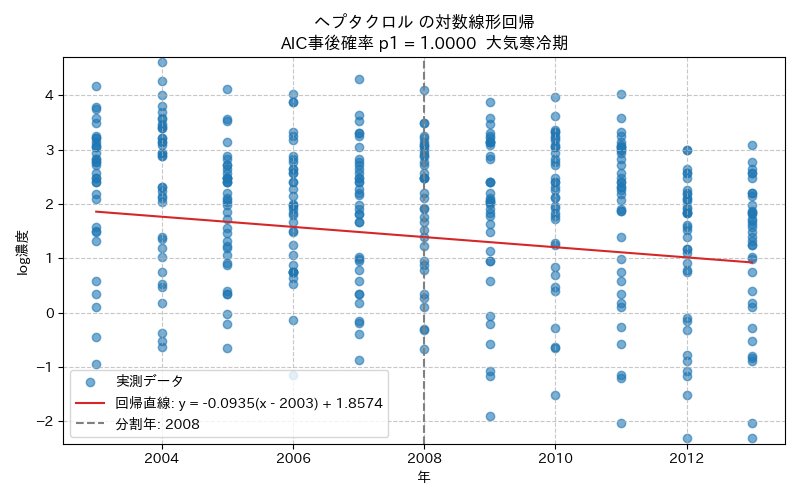 ヘプタクロル の対数線形回帰
AIC事後確率 p1 = 1.0000  大気寒冷期
log濃度
4
3
2
1
0
−1
−2
実測データ
回帰直線: y = -0.0935(x - 2003) + 1.8574
分割年: 2008
2004
2006
2008
2010
2012
年